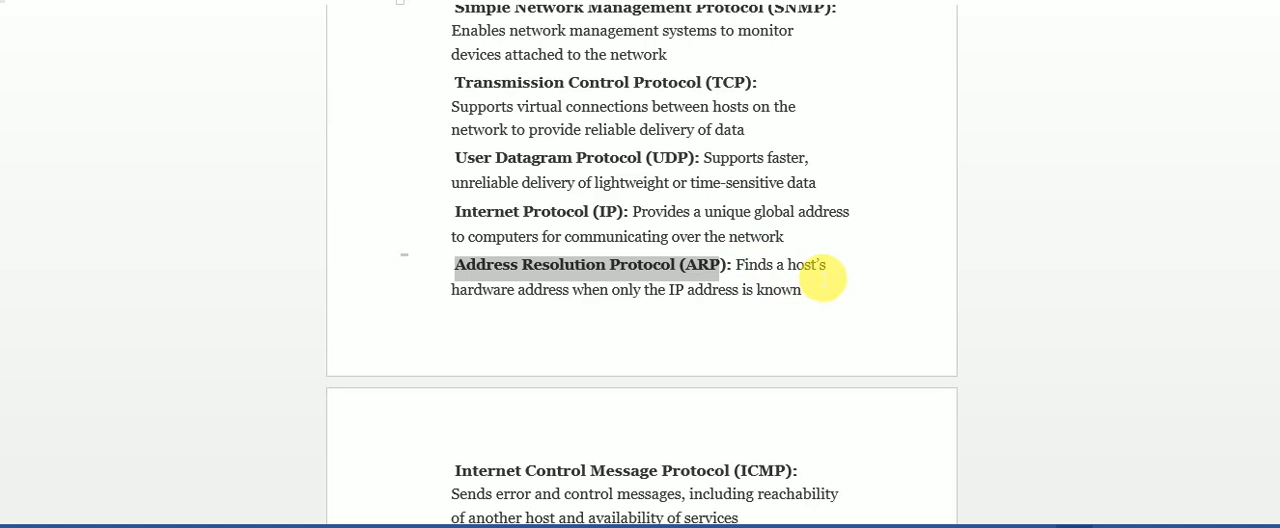 Simple Network Management Protocol (SNMP):
Enables network management systems to monitor
devices attached to the network
Transmission Control Protocol (TCP):
Supports virtual connections between hosts on the
network to provide reliable delivery of data
User Datagram Protocol (UDP): Supports faster,
unreliable delivery of lightweight or time-sensitive data
Internet Protocol (IP): Provides a unique global address
to computers for communicating over the network
Address Resolution Protocol (ARP): Finds a host's
hardware address when only the IP address is known
Internet Control Message Protocol (ICMP):
Sends error and control messages, including reachability
of another host and availability of services